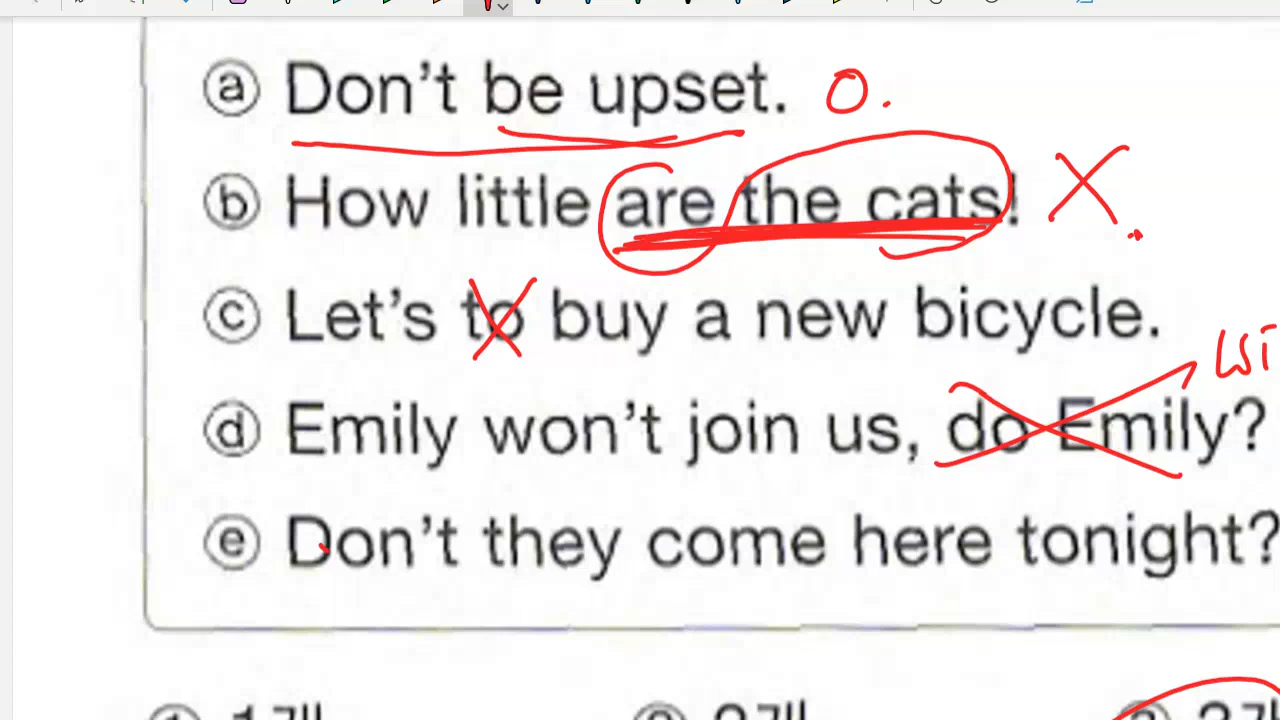 ⓐ Don't be upset. O.
ⓑ How little are the cats! X.
ⓒ Let's to buy a new bicycle.
ⓓ Emily won't join us, do Emily?
ⓔ Don't they come here tonight?